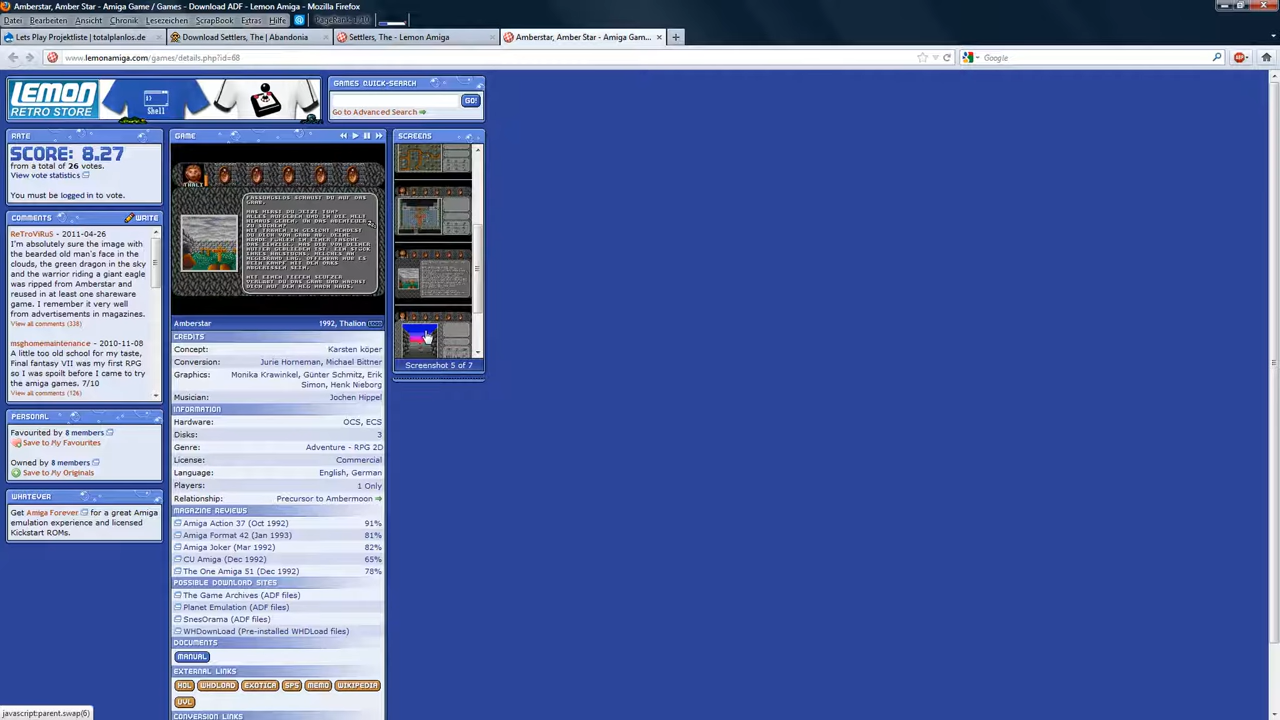 Amberstar, Amber Star - Amiga Game / Games - Download ADF - Lemon Amiga - Mozilla Firefox
Datei Bearbeiten Ansicht Chronik Lesezeichen ScrapBook Extras Hilfe PageRank 1/10
Lets Play Projektliste | totalplanlos.de
Download Settlers, The | Abandonia
Settlers, The - Lemon Amiga
Amberstar, Amber Star - Amiga Gam...
www.lemonamiga.com/games/details.php?id=68
Google
LEMON
RETRO STORE
Shell
GAMES QUICK-SEARCH
GO!
Go to Advanced Search
RATE
SCORE: 8.27
from a total of 26 votes.
View vote statistics
You must be logged in to vote.
COMMENTS WRITE
ReTroViRuS - 2011-04-26
I'm absolutely sure the image with
the bearded old man's face in the
clouds, the green dragon in the sky
and the warrior riding a giant eagle
was ripped from Amberstar and
reused in at least one shareware
game. I remember it very well
from advertisements in magazines.
View all comments (338)
msghomemaintenance - 2010-11-08
A little too old school for my taste,
Final fantasy VII was my first RPG
so I was spoilt before I came to try
the amiga games. 7/10
View all comments (126)
PERSONAL
Favourited by 8 members
Save to My Favourites
Owned by 8 members
Save to My Originals
WHATEVER
Get Amiga Forever for a great Amiga
emulation experience and licensed
Kickstart ROMs.
GAME
Amberstar 1992, Thalion
CREDITS
Concept: Karsten köper
Conversion: Jurie Horneman, Michael Bittner
Graphics: Monika Krawinkel, Günter Schmitz, Erik
Simon, Henk Nieborg
Musician: Jochen Hippel
INFORMATION
Hardware: OCS, ECS
Disks: 3
Genre: Adventure - RPG 2D
License: Commercial
Language: English, German
Players: 1 Only
Relationship: Precursor to Ambermoon
MAGAZINE REVIEWS
Amiga Action 37 (Oct 1992) 91%
Amiga Format 42 (Jan 1993) 81%
Amiga Joker (Mar 1992) 82%
CU Amiga (Dec 1992) 65%
The One Amiga 51 (Dec 1992) 78%
POSSIBLE DOWNLOAD SITES
The Game Archives (ADF files)
Planet Emulation (ADF files)
SnesOrama (ADF files)
WHDownLoad (Pre-installed WHDLoad files)
DOCUMENTS
MANUAL
EXTERNAL LINKS
HOL WHDLOAD EXOTICA SPS MEMO WIKIPEDIA
UVL
CONVERSION LINKS
SCREENS
Screenshot 5 of 7
javascript:parent.swap(6)